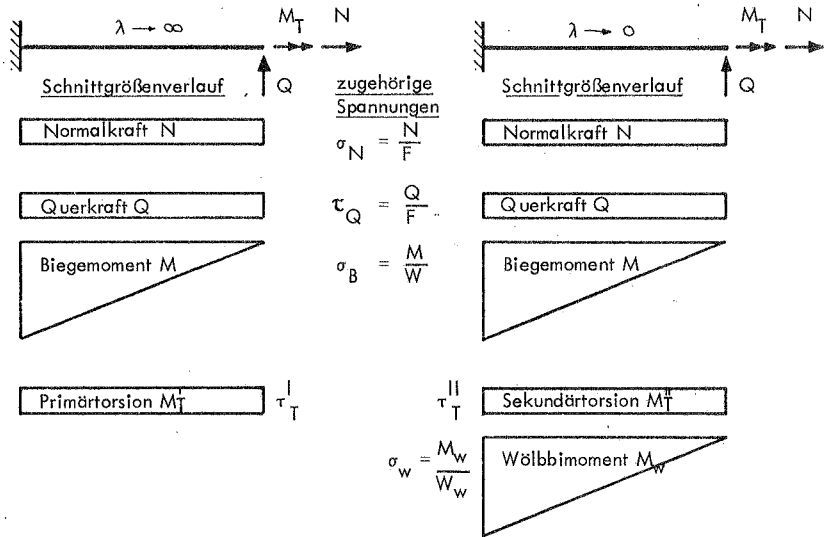 λ → ∞ M_T N
Q
Schnittgrößenverlauf
Normalkraft N
Querkraft Q
Biegemoment M
Primärtorsion M_T^I τ_T^I
zugehörige
Spannungen
σ_N = N/F
τ_Q = Q/F
σ_B = M/W
λ → 0 M_T N
Q
Schnittgrößenverlauf
Normalkraft N
Querkraft Q
Biegemoment M
τ_T^II Sekundärtorsion M_T^II
σ_w = M_w/W_w Wölbbimoment M_w